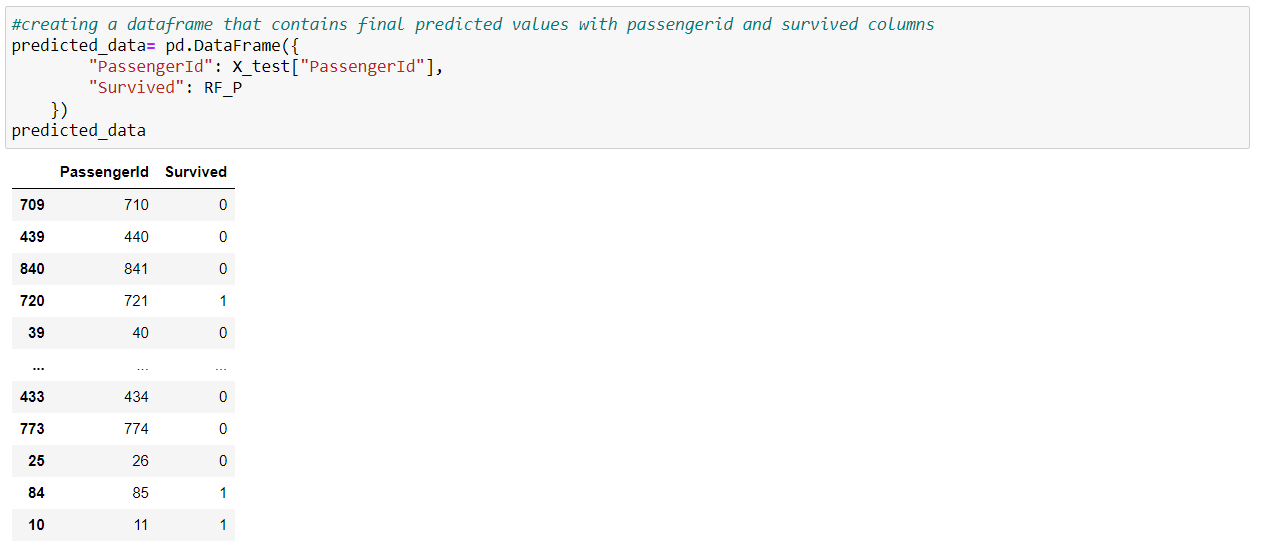 #creating a dataframe that contains final predicted values with passengerid and survived columns
predicted_data= pd.DataFrame({
        "PassengerId": X_test["PassengerId"],
        "Survived": RF_P
    })
predicted_data
PassengerId Survived
709 710 0
439 440 0
840 841 0
720 721 1
39 40 0
... ... ...
433 434 0
773 774 0
25 26 0
84 85 1
10 11 1